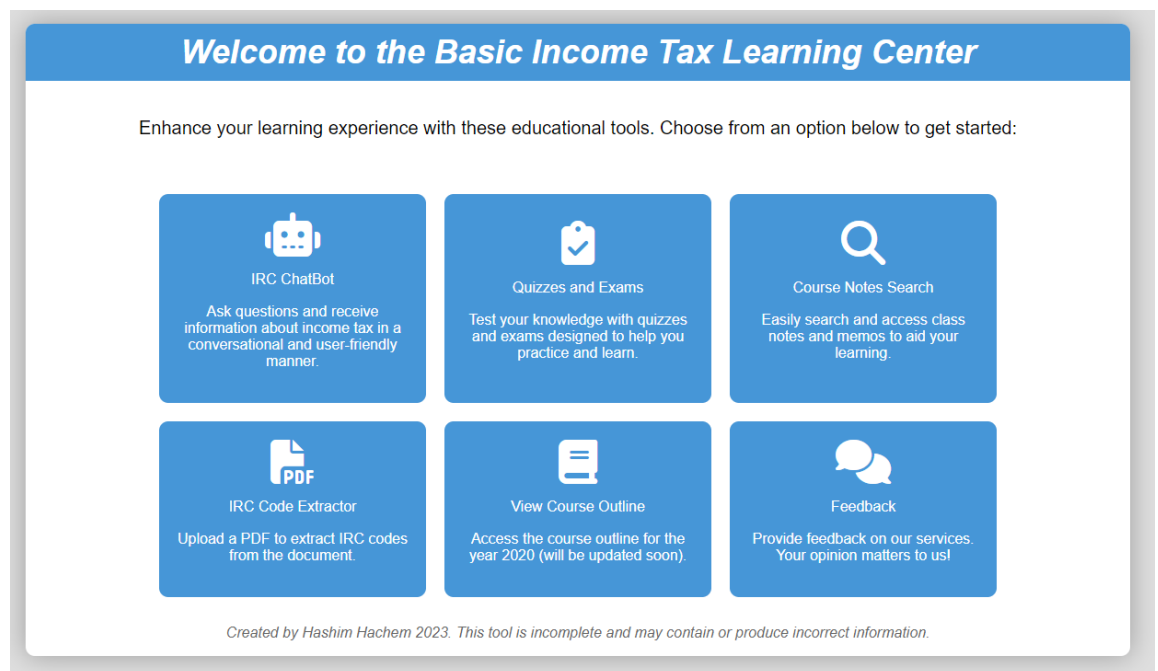 Welcome to the Basic Income Tax Learning Center
Enhance your learning experience with these educational tools. Choose from an option below to get started:
IRC ChatBot
Ask questions and receive
information about income tax in a
conversational and user-friendly
manner.
Quizzes and Exams
Test your knowledge with quizzes
and exams designed to help you
practice and learn.
Course Notes Search
Easily search and access class
notes and memos to aid your
learning.
PDF
IRC Code Extractor
Upload a PDF to extract IRC codes
from the document.
View Course Outline
Access the course outline for the
year 2020 (will be updated soon).
Feedback
Provide feedback on our services.
Your opinion matters to us!
Created by Hashim Hachem 2023. This tool is incomplete and may contain or produce incorrect information.